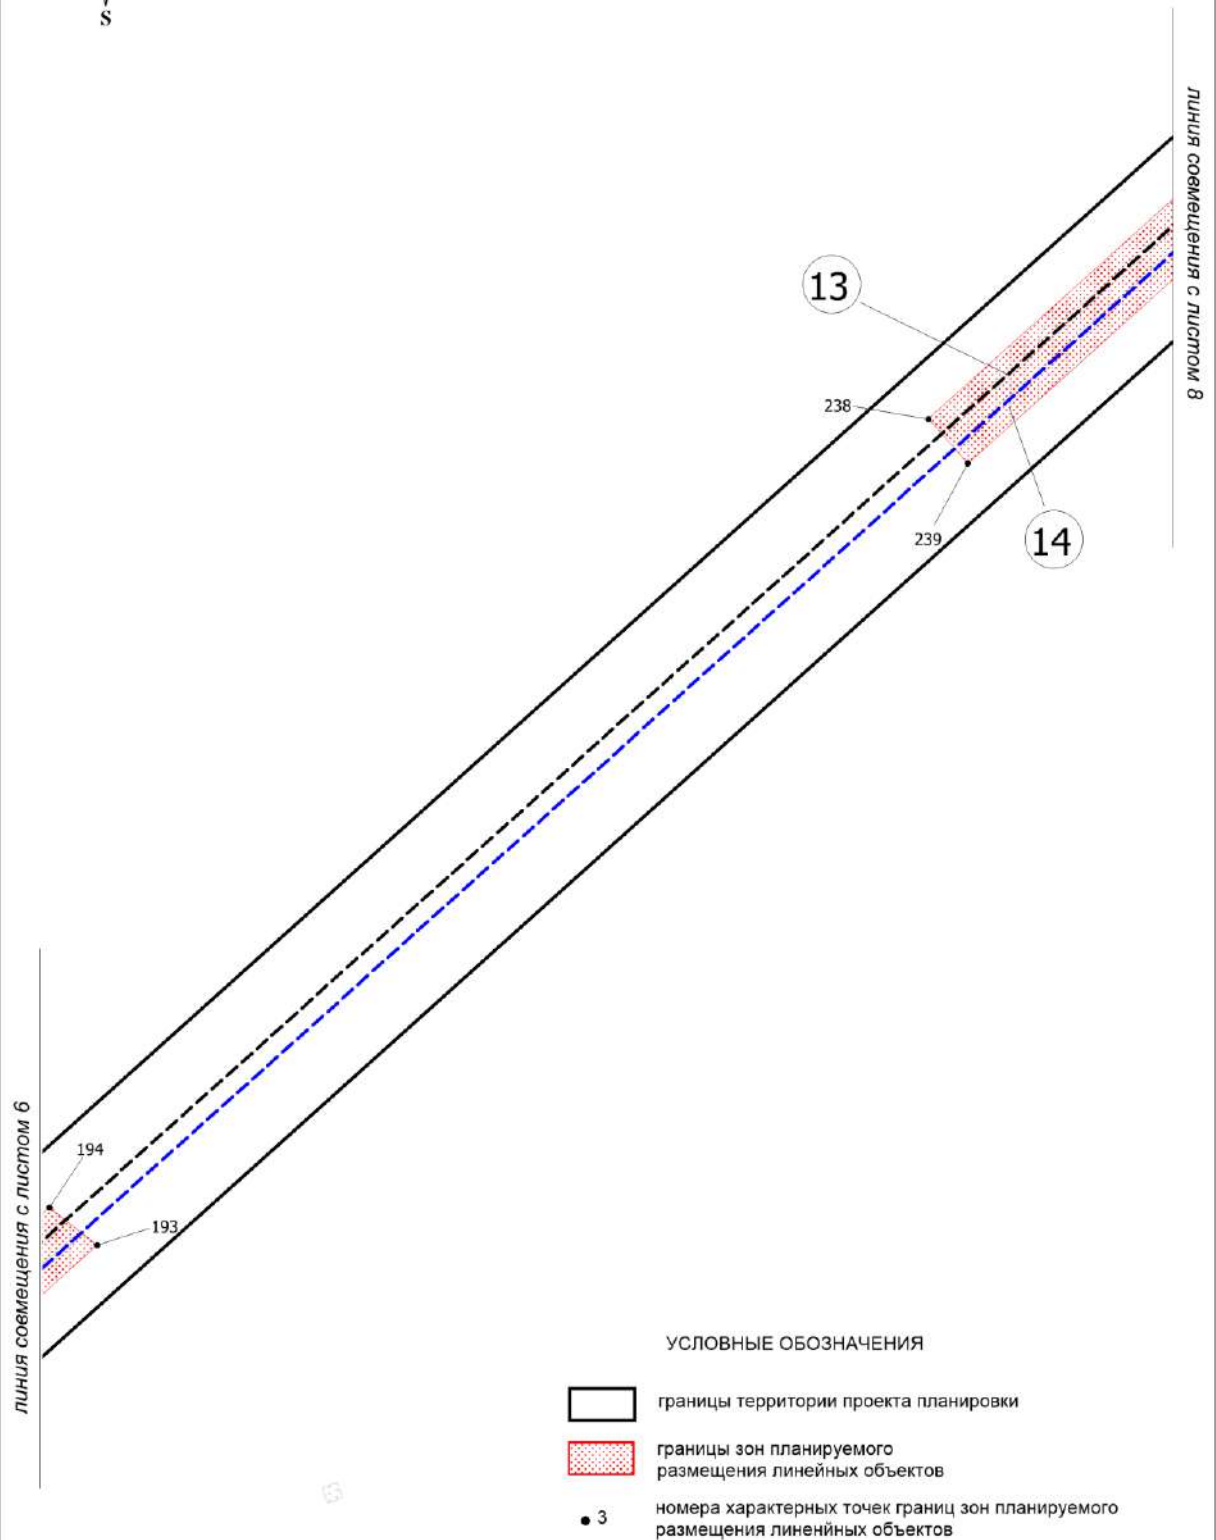 S
линия совмещения с листом 8
13
238
239
14
194
193
линия совмещения с листом 6
УСЛОВНЫЕ ОБОЗНАЧЕНИЯ
границы территории проекта планировки
границы зон планируемого
размещения линейных объектов
3
номера характерных точек границ зон планируемого
размещения линенйных объектов